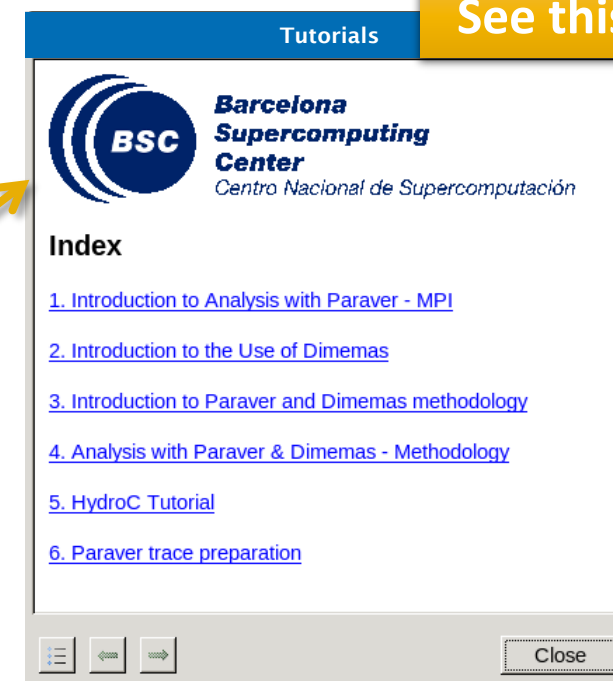 See this
Tutorials
BSC
Barcelona
Supercomputing
Center
Centro Nacional de Supercomputación
Index
1. Introduction to Analysis with Paraver - MPI
2. Introduction to the Use of Dimemas
3. Introduction to Paraver and Dimemas methodology
4. Analysis with Paraver & Dimemas - Methodology
5. HydroC Tutorial
6. Paraver trace preparation
Close